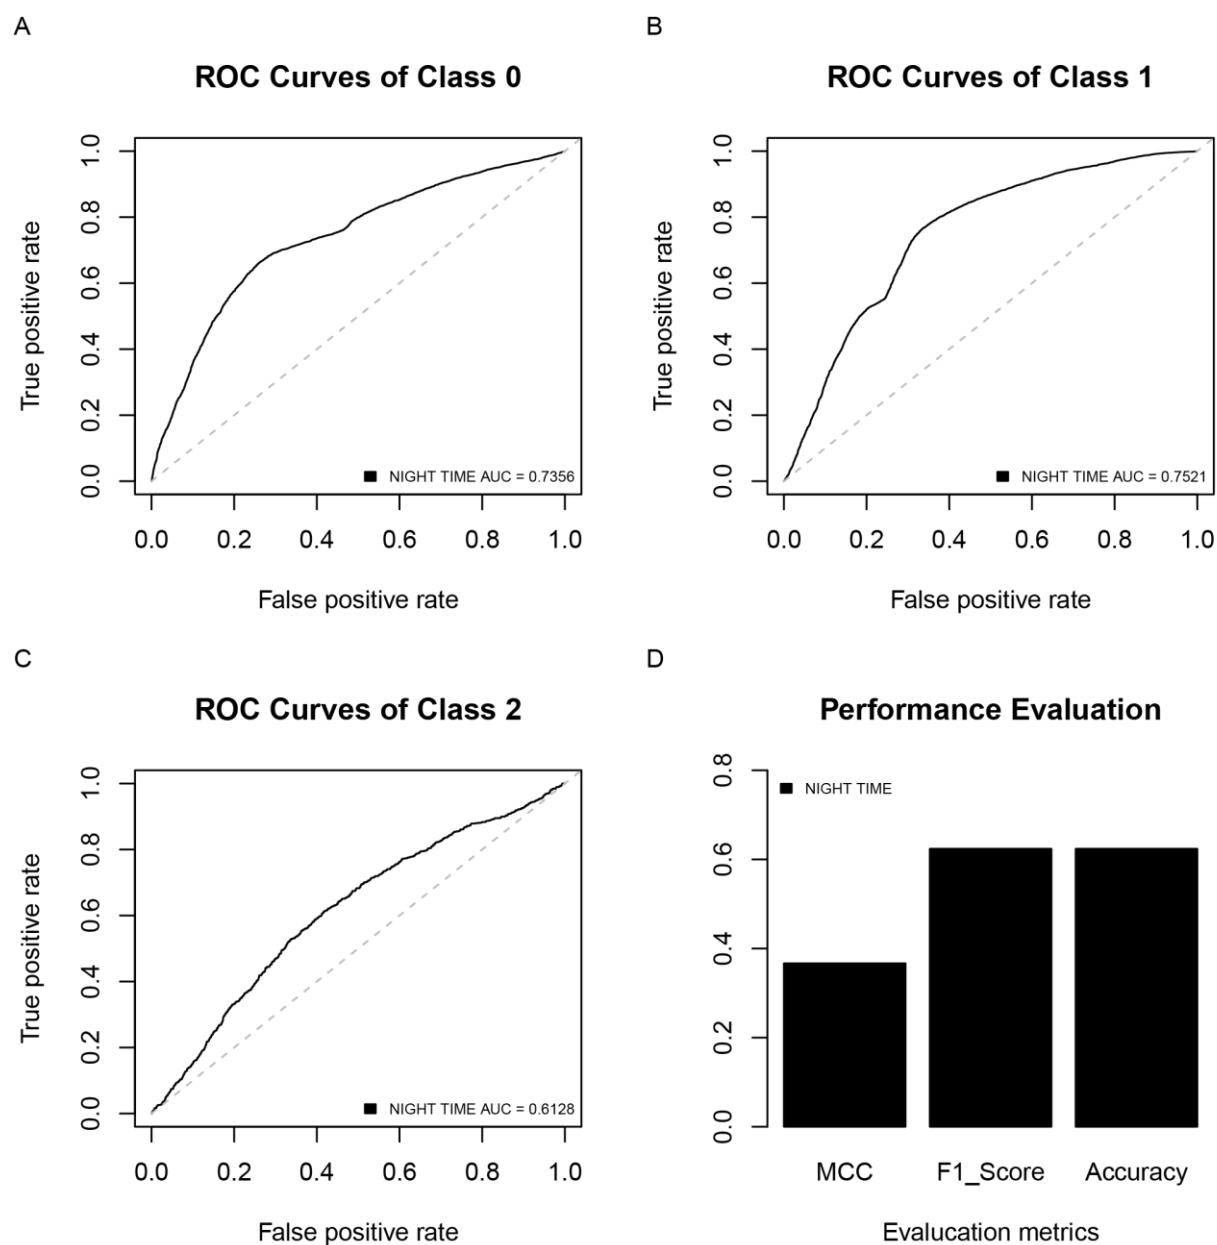 A
ROC Curves of Class 0
True positive rate
1.0
0.8
0.6
0.4
0.2
0.0
NIGHT TIME AUC = 0.7356
0.0 0.2 0.4 0.6 0.8 1.0
False positive rate
B
ROC Curves of Class 1
True positive rate
1.0
0.8
0.6
0.4
0.2
0.0
NIGHT TIME AUC = 0.7521
0.0 0.2 0.4 0.6 0.8 1.0
False positive rate
C
ROC Curves of Class 2
True positive rate
1.0
0.8
0.6
0.4
0.2
0.0
NIGHT TIME AUC = 0.6128
0.0 0.2 0.4 0.6 0.8 1.0
False positive rate
D
Performance Evaluation
0.8
0.6
0.4
0.2
0.0
NIGHT TIME
MCC F1_Score Accuracy
Evalucation metrics